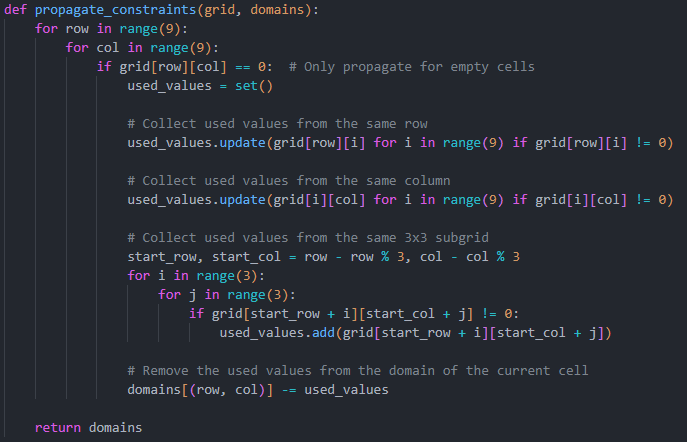 def propagate_constraints(grid, domains):
    for row in range(9):
        for col in range(9):
            if grid[row][col] == 0:  # Only propagate for empty cells
                used_values = set()

                # Collect used values from the same row
                used_values.update(grid[row][i] for i in range(9) if grid[row][i] != 0)

                # Collect used values from the same column
                used_values.update(grid[i][col] for i in range(9) if grid[i][col] != 0)

                # Collect used values from the same 3x3 subgrid
                start_row, start_col = row - row % 3, col - col % 3
                for i in range(3):
                    for j in range(3):
                        if grid[start_row + i][start_col + j] != 0:
                            used_values.add(grid[start_row + i][start_col + j])

                # Remove the used values from the domain of the current cell
                domains[(row, col)] -= used_values

    return domains